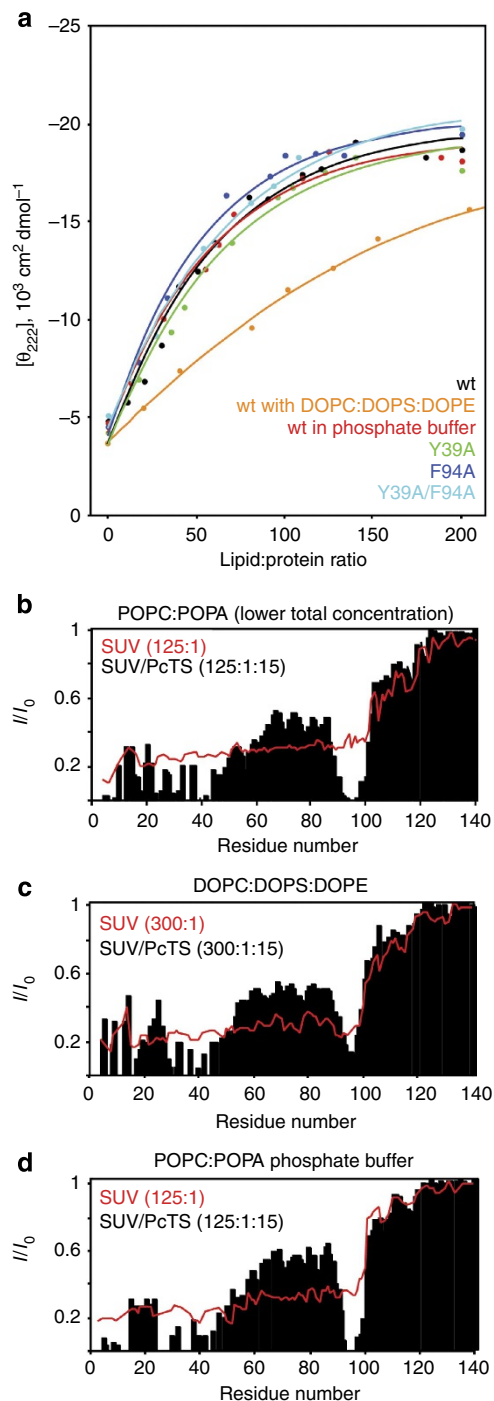 a
[θ222], 10³ cm² dmol⁻¹
–25
–20
–15
–10
–5
0
wt
wt with DOPC:DOPS:DOPE
wt in phosphate buffer
Y39A
F94A
Y39A/F94A
0 50 100 150 200
Lipid:protein ratio
b
POPC:POPA (lower total concentration)
SUV (125:1)
SUV/PcTS (125:1:15)
I/I0
1
0.6
0.2
0 20 40 60 80 100 120 140
Residue number
c
DOPC:DOPS:DOPE
SUV (300:1)
SUV/PcTS (300:1:15)
I/I0
1
0.6
0.2
0 20 40 60 80 100 120 140
Residue number
d
POPC:POPA phosphate buffer
SUV (125:1)
SUV/PcTS (125:1:15)
I/I0
1
0.6
0.2
0 20 40 60 80 100 120 140
Residue number